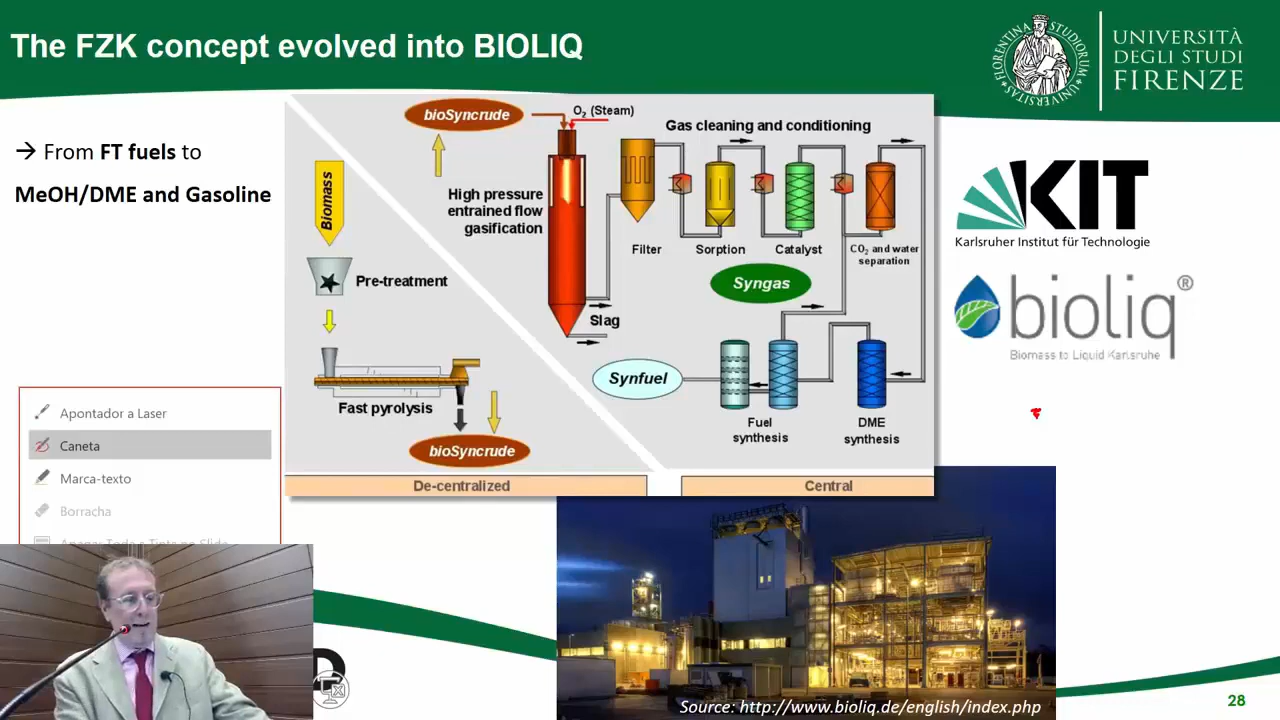 The FZK concept evolved into BIOLIQ
FLORENTINA STUDIORUM UNIVERSITAS
UNIVERSITÀ
DEGLI STUDI
FIRENZE
→ From FT fuels to
MeOH/DME and Gasoline
bioSyncrude
O2 (Steam)
Gas cleaning and conditioning
Biomass
High pressure
entrained flow
gasification
Filter
Sorption
Catalyst
CO2 and water
separation
Pre-treatment
Syngas
Slag
Synfuel
Fast pyrolysis
Fuel
synthesis
DME
synthesis
bioSyncrude
De-centralized
Central
KIT
Karlsruher Institut für Technologie
bioliq®
Biomass to Liquid Karlsruhe
Apontador a Laser
Caneta
Marca-texto
Borracha
Source: http://www.bioliq.de/english/index.php
28